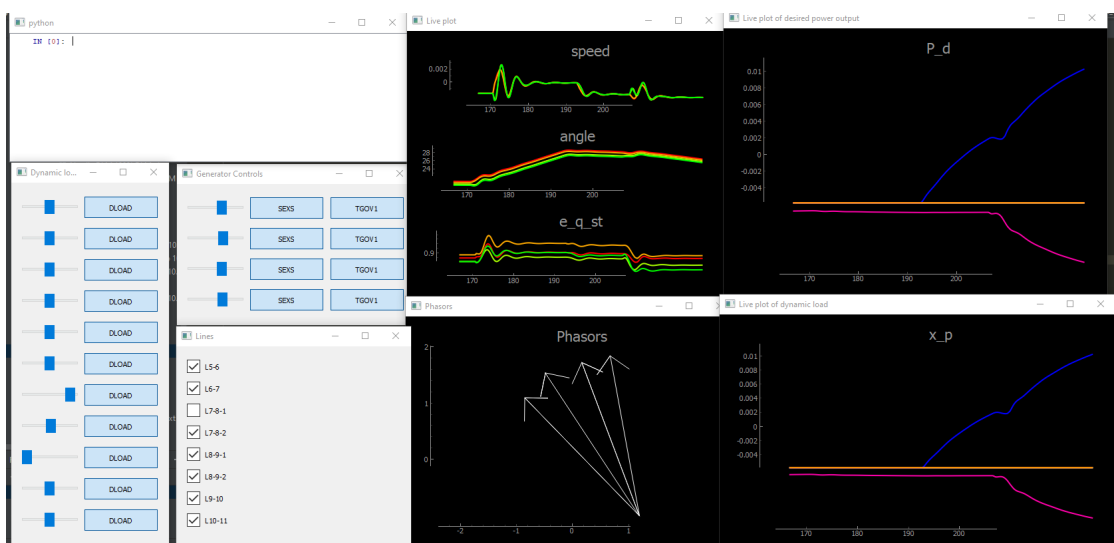 python
IN [0]:
Dynamic lo...
DLOAD
DLOAD
DLOAD
DLOAD
DLOAD
DLOAD
DLOAD
DLOAD
DLOAD
DLOAD
DLOAD
Generator Controls
SEXS TGOV1
SEXS TGOV1
SEXS TGOV1
SEXS TGOV1
Lines
L5-6
L6-7
L7-8-1
L7-8-2
L8-9-1
L8-9-2
L9-10
L10-11
Live plot
speed
0.002
0
170 180 190 200
angle
28
26
24
170 180 190 200
e_q_st
0.9
170 180 190 200
Phasors
Phasors
2
1
0
-2 -1 0 1
Live plot of desired power output
P_d
0.01
0.008
0.006
0.004
0.002
0
-0.002
-0.004
170 180 190 200
Live plot of dynamic load
x_p
0.01
0.008
0.006
0.004
0.002
0
-0.002
-0.004
170 180 190 200